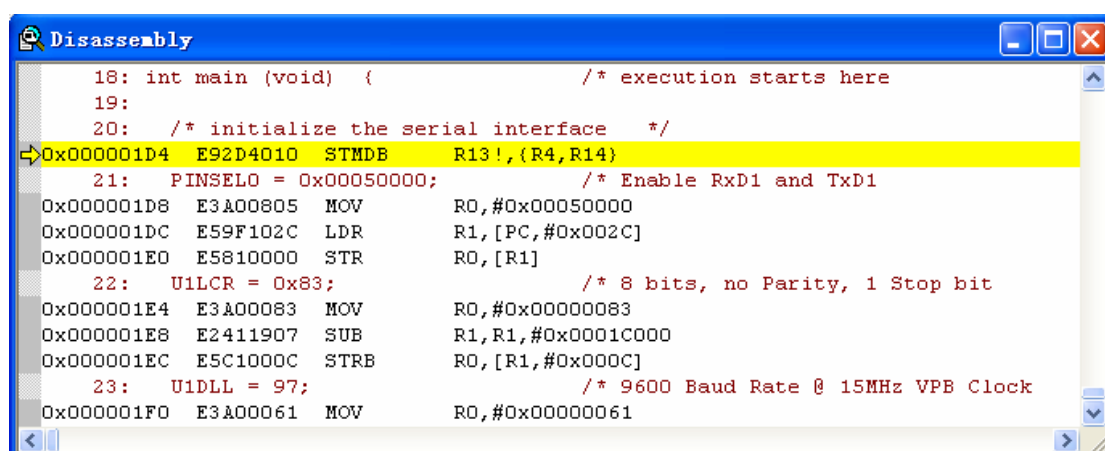 Disassembly
18: int main (void)  {                /* execution starts here
19:
20:   /* initialize the serial interface   */
0x000001D4  E92D4010  STMDB     R13!,{R4,R14}
21:   PINSEL0 = 0x00050000;           /* Enable RxD1 and TxD1
0x000001D8  E3A00805  MOV       R0,#0x00050000
0x000001DC  E59F102C  LDR       R1,[PC,#0x002C]
0x000001E0  E5810000  STR       R0,[R1]
22:   U1LCR = 0x83;                   /* 8 bits, no Parity, 1 Stop bit
0x000001E4  E3A00083  MOV       R0,#0x00000083
0x000001E8  E2411907  SUB       R1,R1,#0x0001C000
0x000001EC  E5C1000C  STRB      R0,[R1,#0x000C]
23:   U1DLL = 97;                     /* 9600 Baud Rate @ 15MHz VPB Clock
0x000001F0  E3A00061  MOV       R0,#0x00000061